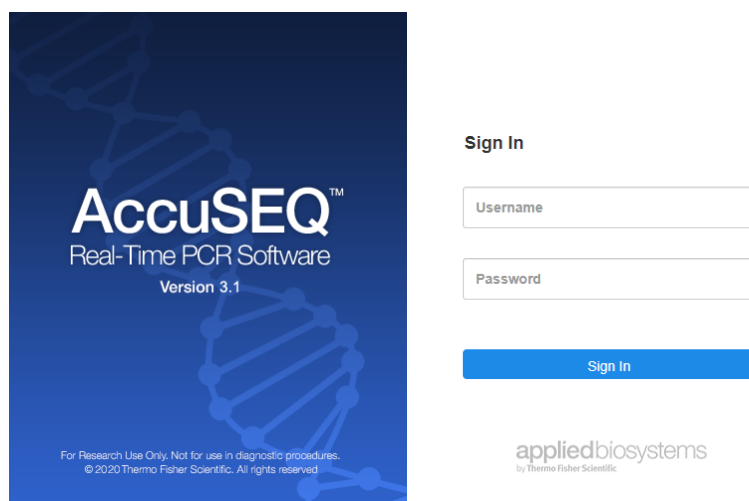 AccuSEQ™
Real-Time PCR Software
Version 3.1
For Research Use Only. Not for use in diagnostic procedures.
© 2020 Thermo Fisher Scientific. All rights reserved
Sign In
Username
Password
Sign In
appliedbiosystems
by Thermo Fisher Scientific